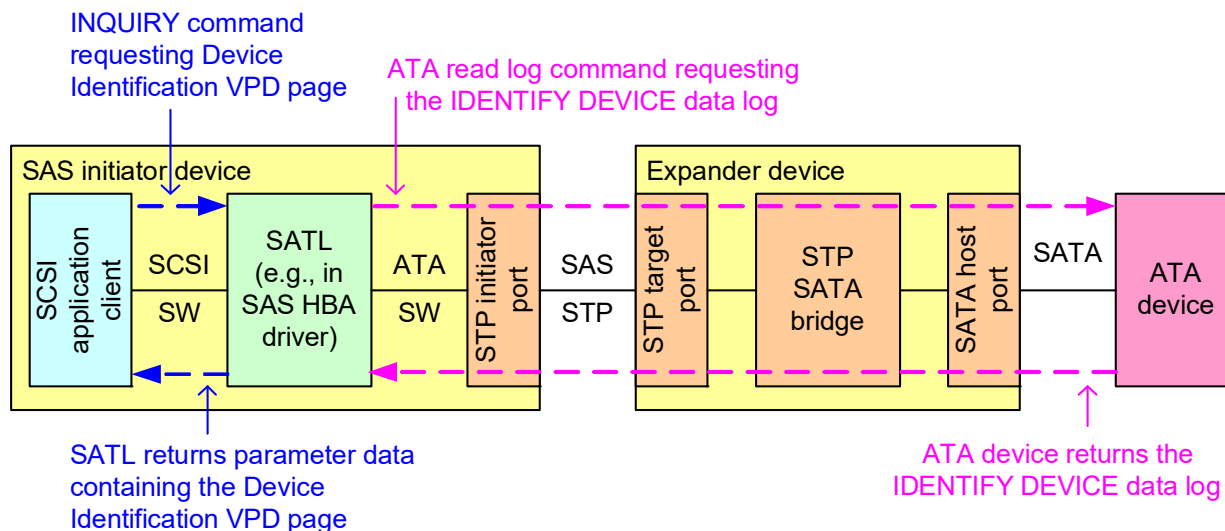 INQUIRY command
requesting Device
Identification VPD page
ATA read log command requesting
the IDENTIFY DEVICE data log
SAS initiator device
Expander device
SCSI
application
client
SCSI
SW
SATL
(e.g., in
SAS HBA
driver)
ATA
SW
STP initiator
port
SAS
STP
STP target
port
STP
SATA
bridge
SATA host
port
SATA
ATA
device
SATL returns parameter data
containing the Device
Identification VPD page
ATA device returns the
IDENTIFY DEVICE data log